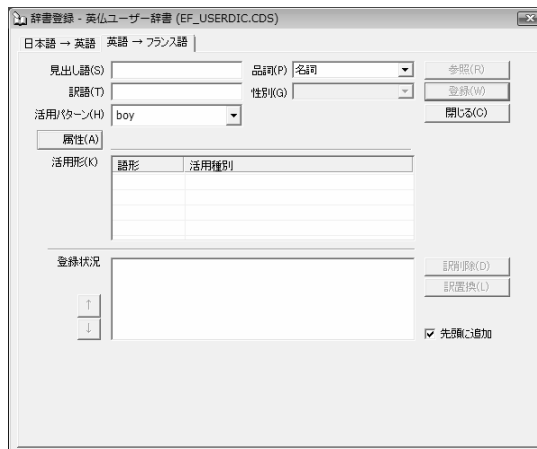 辞書登録 - 英仏ユーザー辞書 (EF_USERDIC.CDS)
日本語 → 英語 英語 → フランス語
見出し語(S) 品詞(P) 名詞 参照(R)
訳語(T) 性別(G) 登録(W)
活用パターン(H) boy 閉じる(C)
属性(A)
活用形(K) 語形 活用種別
登録状況 訳削除(D)
訳置換(L)
↑
↓ 先頭に追加